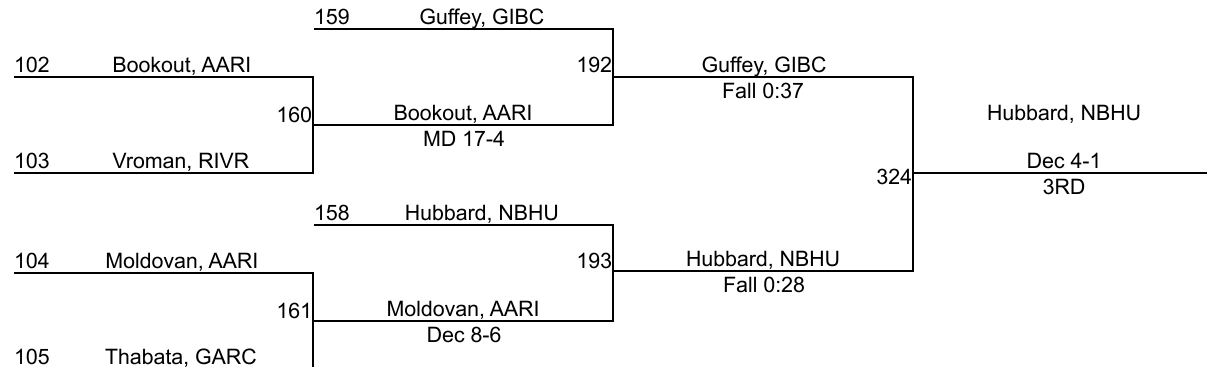 159 Guffey, GIBC
102 Bookout, AARI
192 Guffey, GIBC
Fall 0:37
160 Bookout, AARI
MD 17-4
Hubbard, NBHU
103 Vroman, RIVR
Dec 4-1
324
3RD
158 Hubbard, NBHU
104 Moldovan, AARI
193 Hubbard, NBHU
Fall 0:28
161 Moldovan, AARI
Dec 8-6
105 Thabata, GARC